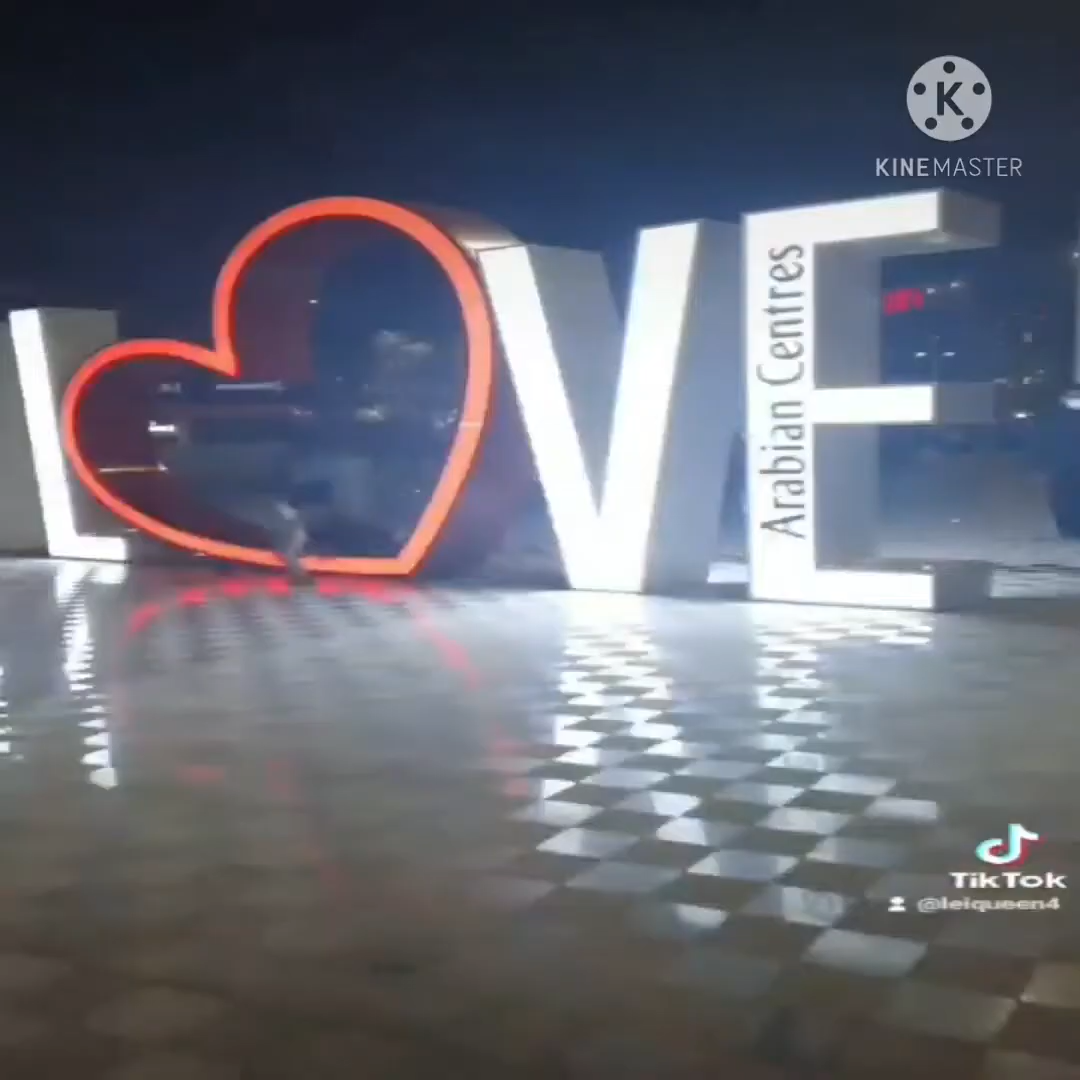 K
KINEMASTER
L VE
Arabian Centres
TikTok
@leiqueen4